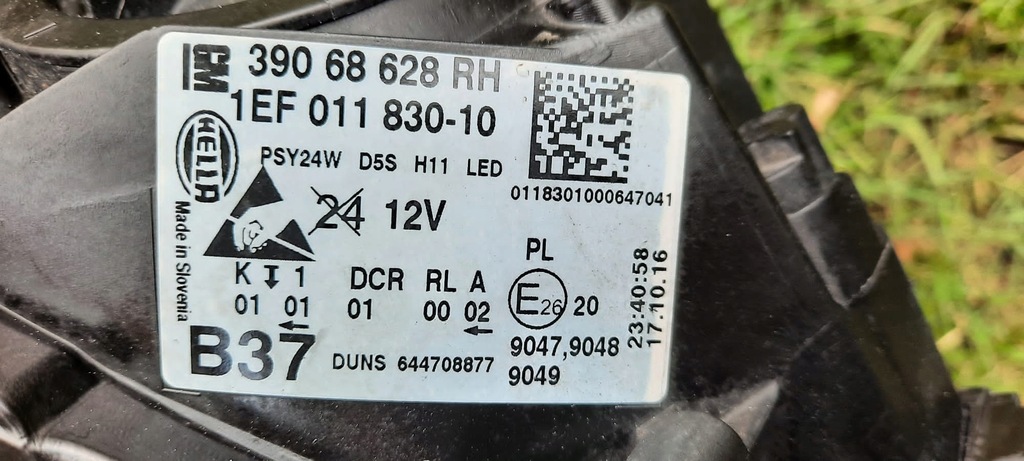 GM 390 68 628 RH
1EF 011 830-10
HELLA
PSY24W D5S H11 LED
0118301000647041
24 12V
Made in Slovenia
K 1 DCR RL A
01 01 01 00 02
PL
E26 20
B37
DUNS 644708877
9047,9048
9049
23:40:58
17.10.16